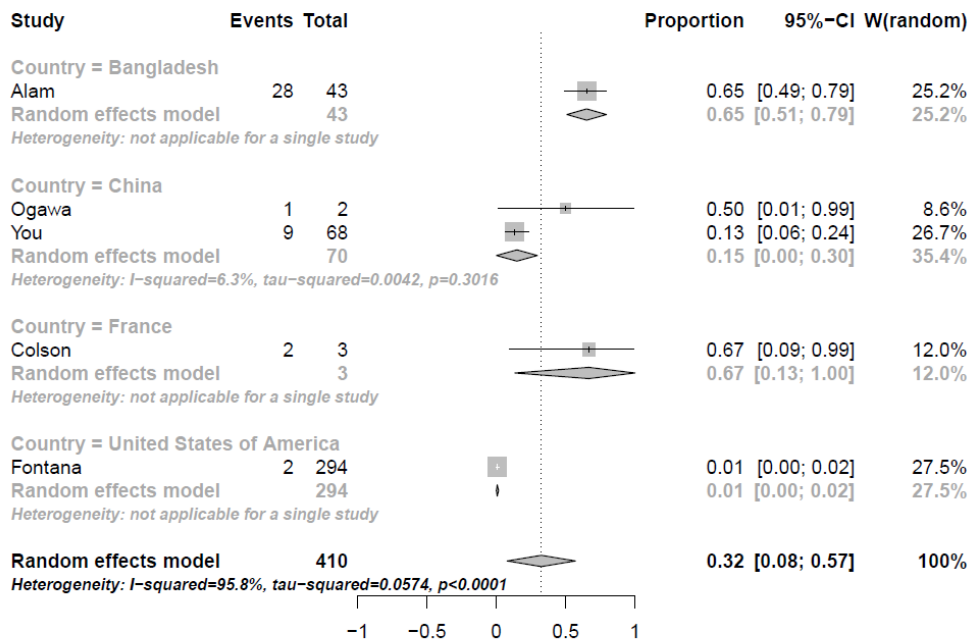 Study Events Total Proportion 95%−CI W(random)
Country = Bangladesh
Alam 28 43 0.65 [0.49; 0.79] 25.2%
Random effects model 43 0.65 [0.51; 0.79] 25.2%
Heterogeneity: not applicable for a single study
Country = China
Ogawa 1 2 0.50 [0.01; 0.99] 8.6%
You 9 68 0.13 [0.06; 0.24] 26.7%
Random effects model 70 0.15 [0.00; 0.30] 35.4%
Heterogeneity: I−squared=6.3%, tau−squared=0.0042, p=0.3016
Country = France
Colson 2 3 0.67 [0.09; 0.99] 12.0%
Random effects model 3 0.67 [0.13; 1.00] 12.0%
Heterogeneity: not applicable for a single study
Country = United States of America
Fontana 2 294 0.01 [0.00; 0.02] 27.5%
Random effects model 294 0.01 [0.00; 0.02] 27.5%
Heterogeneity: not applicable for a single study
Random effects model 410 0.32 [0.08; 0.57] 100%
Heterogeneity: I−squared=95.8%, tau−squared=0.0574, p<0.0001
−1 −0.5 0 0.5 1